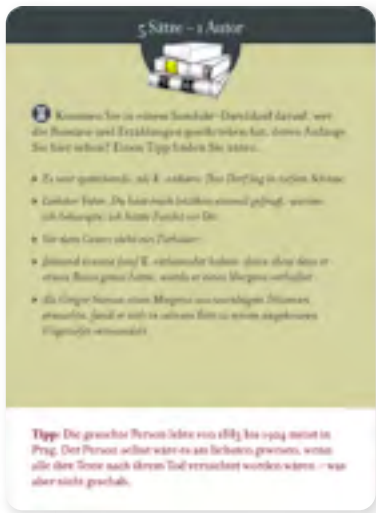 5 Sätze – 1 Autor
Kommen Sie in einem Sanduhr-Durchlauf darauf, wer
die Romane und Erzählungen geschrieben hat, deren Anfänge
Sie hier sehen? Einen Tipp finden Sie unten.
Es war spätabends, als K. ankam. Das Dorf lag in tiefem Schnee.
Liebster Vater, Du hast mich letzthin einmal gefragt, warum
ich behaupte, ich hätte Furcht vor Dir.
Vor dem Gesetz steht ein Türhüter.
Jemand musste Josef K. verleumdet haben, denn ohne dass er
etwas Böses getan hätte, wurde er eines Morgens verhaftet.
Als Gregor Samsa eines Morgens aus unruhigen Träumen
erwachte, fand er sich in seinem Bett zu einem ungeheueren
Ungeziefer verwandelt.
Tipp: Die gesuchte Person lebte von 1883 bis 1924 meist in
Prag. Der Person selbst wäre es am liebsten gewesen, wenn
alle ihre Texte nach ihrem Tod vernichtet worden wären – was
aber nicht geschah.